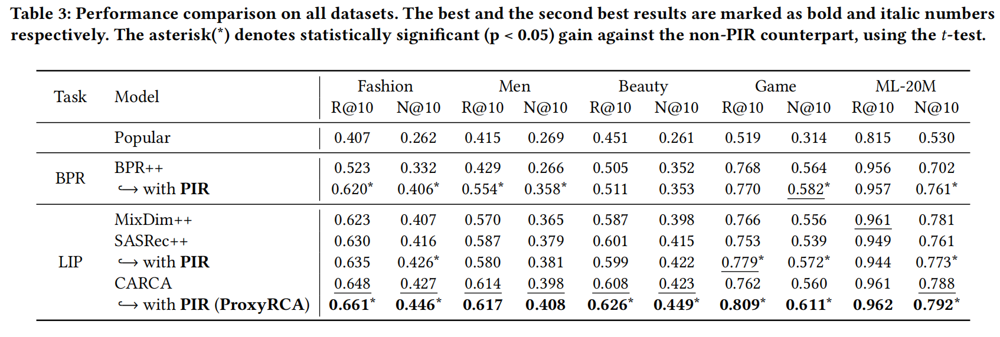 Table 3: Performance comparison on all datasets. The best and the second best results are marked as bold and italic numbers
respectively. The asterisk(*) denotes statistically significant (p < 0.05) gain against the non-PIR counterpart, using the t-test.
Task Model Fashion Men Beauty Game ML-20M
R@10 N@10 R@10 N@10 R@10 N@10 R@10 N@10 R@10 N@10
Popular 0.407 0.262 0.415 0.269 0.451 0.261 0.519 0.314 0.815 0.530
BPR
BPR++ 0.523 0.332 0.429 0.266 0.505 0.352 0.768 0.564 0.956 0.702
↪ with PIR 0.620* 0.406* 0.554* 0.358* 0.511 0.353 0.770 0.582* 0.957 0.761*
LIP
MixDim++ 0.623 0.407 0.570 0.365 0.587 0.398 0.766 0.556 0.961 0.781
SASRec++ 0.630 0.416 0.587 0.379 0.601 0.415 0.753 0.539 0.949 0.761
↪ with PIR 0.635 0.426* 0.580 0.381 0.599 0.422 0.779* 0.572* 0.944 0.773*
CARCA 0.648 0.427 0.614 0.398 0.608 0.423 0.762 0.560 0.961 0.788
↪ with PIR (ProxyRCA) 0.661* 0.446* 0.617 0.408 0.626* 0.449* 0.809* 0.611* 0.962 0.792*